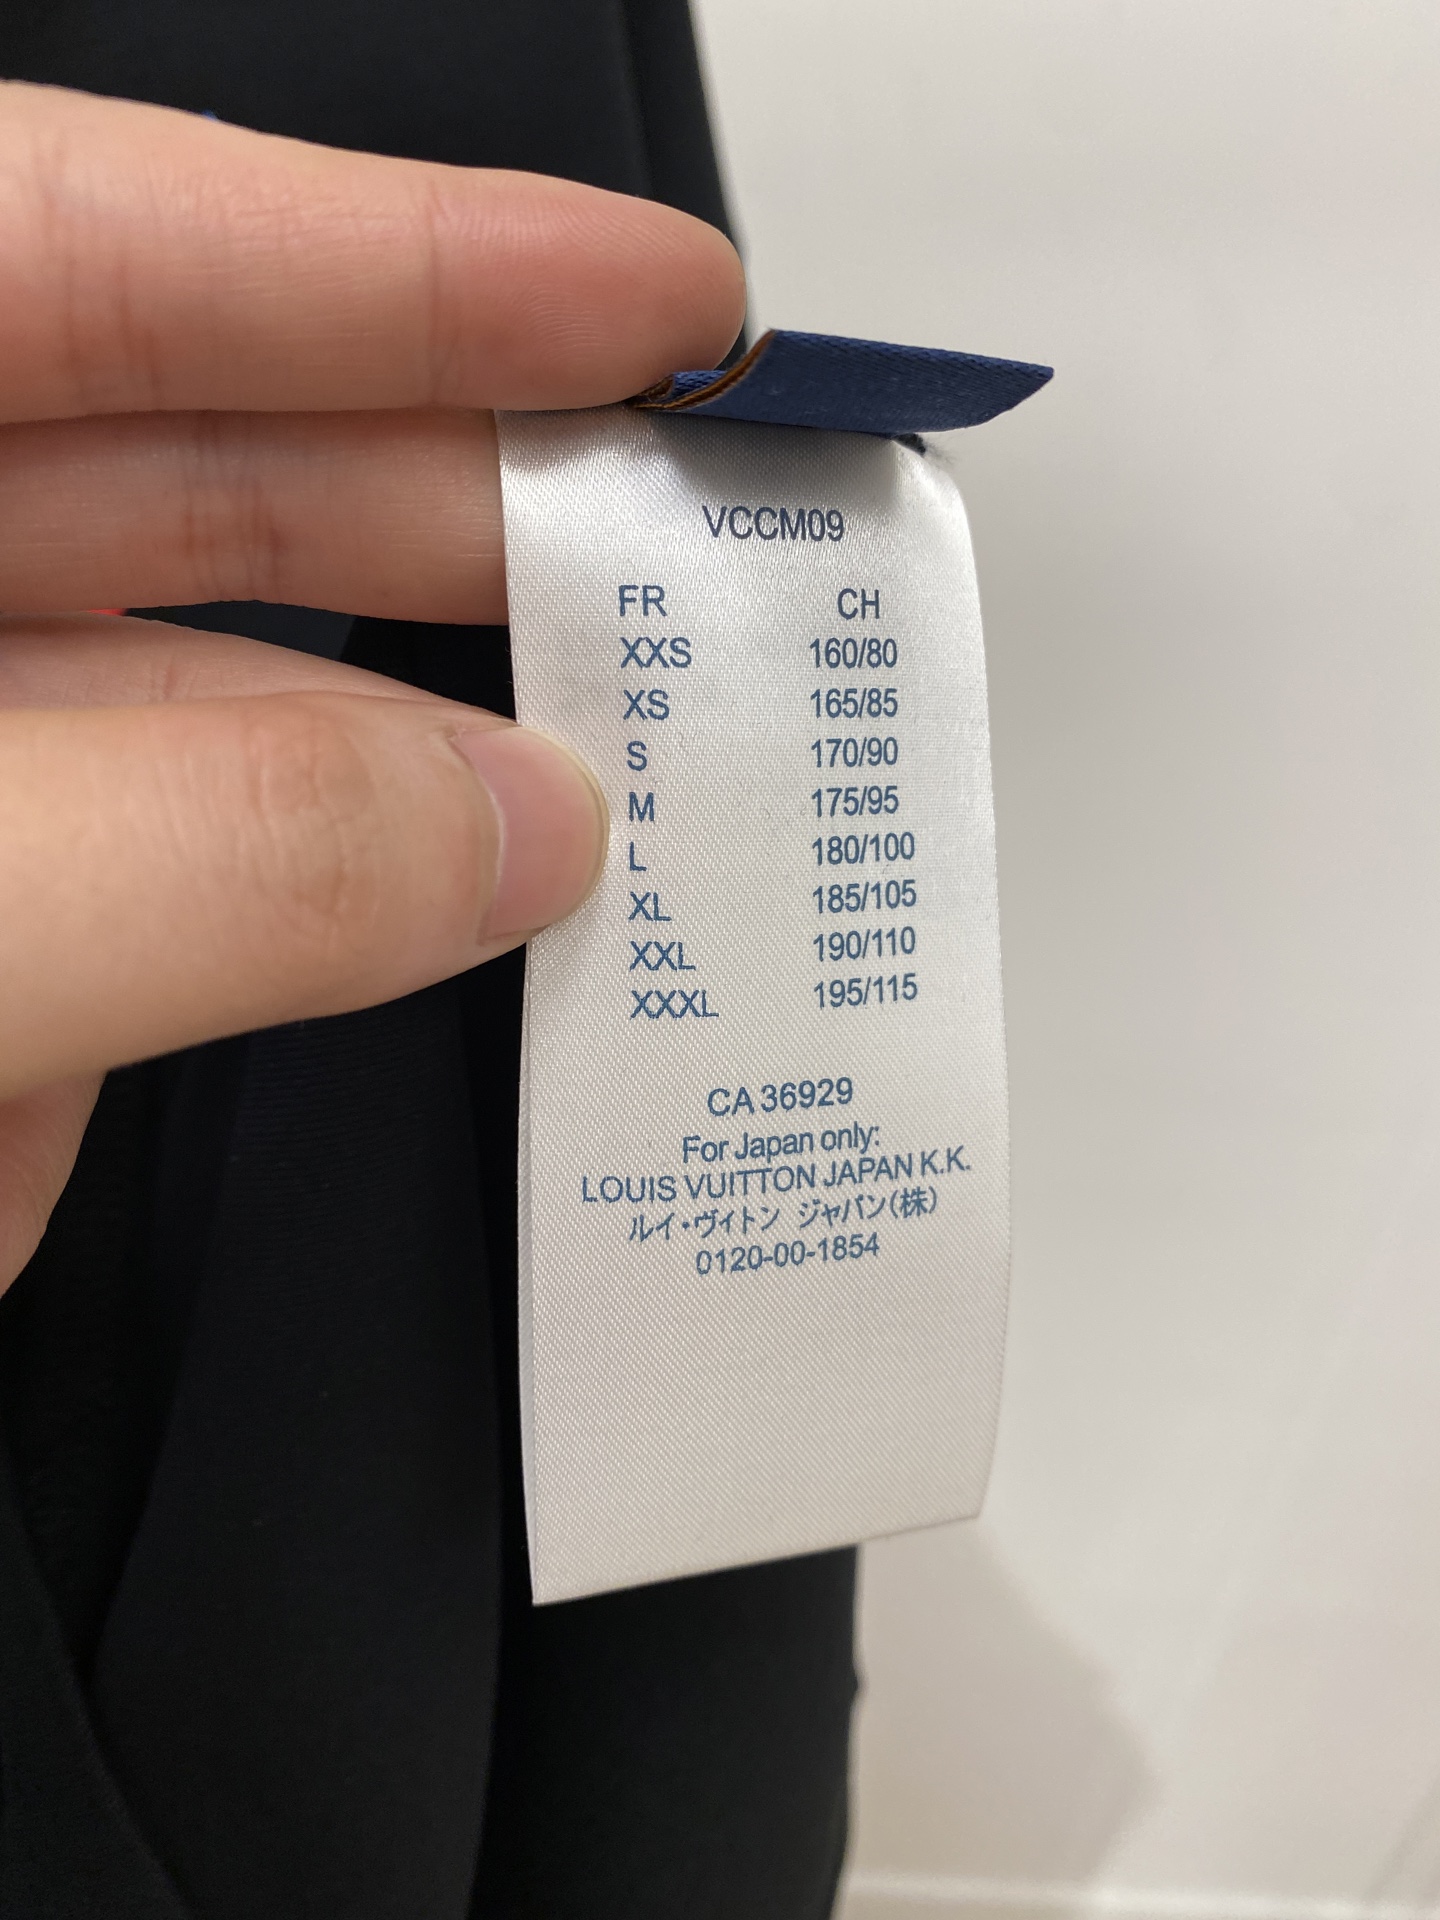 VCCM09
FR CH
XXS 160/80
XS 165/85
S 170/90
M 175/95
L 180/100
XL 185/105
XXL 190/110
XXXL 195/115
CA 36929
For Japan only:
LOUIS VUITTON JAPAN K.K.
ルイ・ヴィトン ジャパン(株)
0120-00-1854